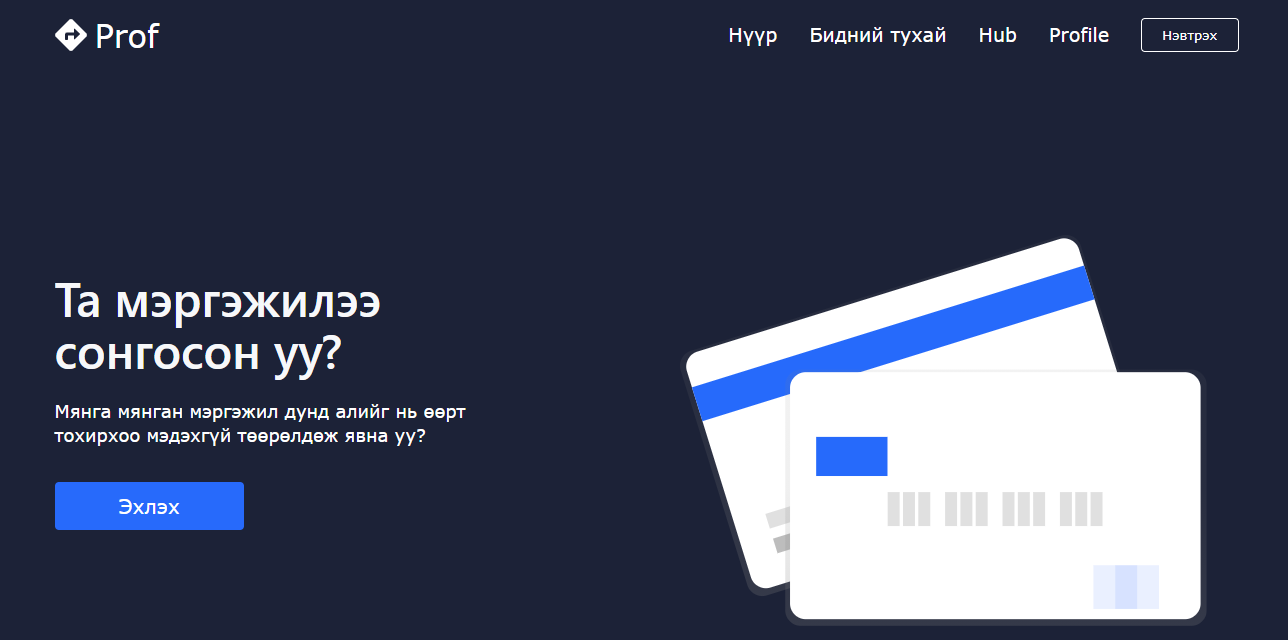 Prof
Нүүр
Бидний тухай
Hub
Profile
Нэвтрэх
Та мэргэжилээ
сонгосон уу?
Мянга мянган мэргэжил дунд алийг нь өөрт
тохирхоо мэдэхгүй төөрөлдөж явна уу?
Эхлэх